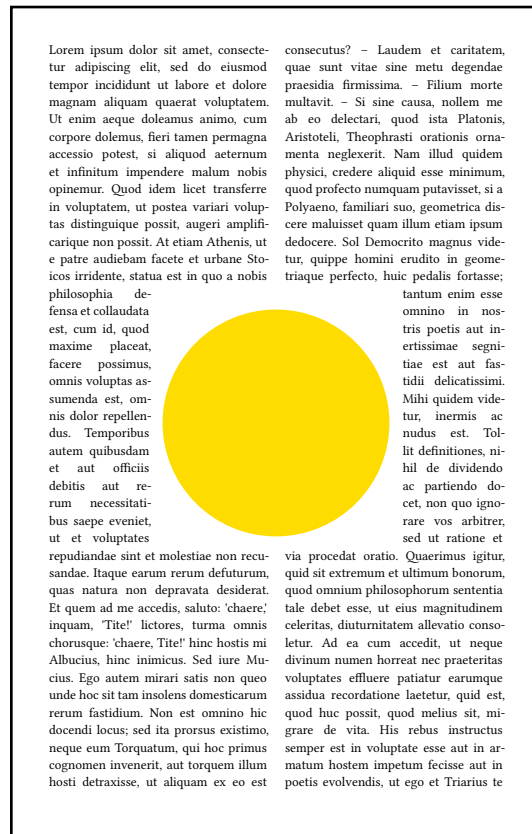 Lorem ipsum dolor sit amet, consecte-
tur adipiscing elit, sed do eiusmod
tempor incididunt ut labore et dolore
magnam aliquam quaerat voluptatem.
Ut enim aeque doleamus animo, cum
corpore dolemus, fieri tamen permagna
accessio potest, si aliquod aeternum
et infinitum impendere malum nobis
opinemur. Quod idem licet transferre
in voluptatem, ut postea variari volup-
tas distinguique possit, augeri amplifi-
carique non possit. At etiam Athenis, ut
e patre audiebam facete et urbane Sto-
icos irridente, statua est in quo a nobis
philosophia de-
fensa et collaudata
est, cum id, quod
maxime placeat,
facere possimus,
omnis voluptas as-
sumenda est, om-
nis dolor repellen-
dus. Temporibus
autem quibusdam
et aut officiis
debitis aut re-
rum necessitati-
bus saepe eveniet,
ut et voluptates
repudiandae sint et molestiae non recu-
sandae. Itaque earum rerum defuturum,
quas natura non depravata desiderat.
Et quem ad me accedis, saluto: 'chaere,'
inquam, 'Tite!' lictores, turma omnis
chorusque: 'chaere, Tite!' hinc hostis mi
Albucius, hinc inimicus. Sed iure Mu-
cius. Ego autem mirari satis non queo
unde hoc sit tam insolens domesticarum
rerum fastidium. Non est omnino hic
docendi locus; sed ita prorsus existimo,
neque eum Torquatum, qui hoc primus
cognomen invenerit, aut torquem illum
hosti detraxisse, ut aliquam ex eo est
consecutus? – Laudem et caritatem,
quae sunt vitae sine metu degendae
praesidia firmissima. – Filium morte
multavit. – Si sine causa, nollem me
ab eo delectari, quod ista Platonis,
Aristoteli, Theophrasti orationis orna-
menta neglexerit. Nam illud quidem
physici, credere aliquid esse minimum,
quod profecto numquam putavisset, si a
Polyaeno, familiari suo, geometrica dis-
cere maluisset quam illum etiam ipsum
dedocere. Sol Democrito magnus vide-
tur, quippe homini erudito in geome-
triaque perfecto, huic pedalis fortasse;
tantum enim esse
omnino in nos-
tris poetis aut in-
ertissimae segni-
tiae est aut fas-
tidii delicatissimi.
Mihi quidem vide-
tur, inermis ac
nudus est. Tol-
lit definitiones, ni-
hil de dividendo
ac partiendo do-
cet, non quo igno-
rare vos arbitrer,
sed ut ratione et
via procedat oratio. Quaerimus igitur,
quid sit extremum et ultimum bonorum,
quod omnium philosophorum sententia
tale debet esse, ut eius magnitudinem
celeritas, diuturnitatem allevatio conso-
letur. Ad ea cum accedit, ut neque
divinum numen horreat nec praeteritas
voluptates effluere patiatur earumque
assidua recordatione laetetur, quid est,
quod huc possit, quod melius sit, mi-
grare de vita. His rebus instructus
semper est in voluptate esse aut in ar-
matum hostem impetum fecisse aut in
poetis evolvendis, ut ego et Triarius te